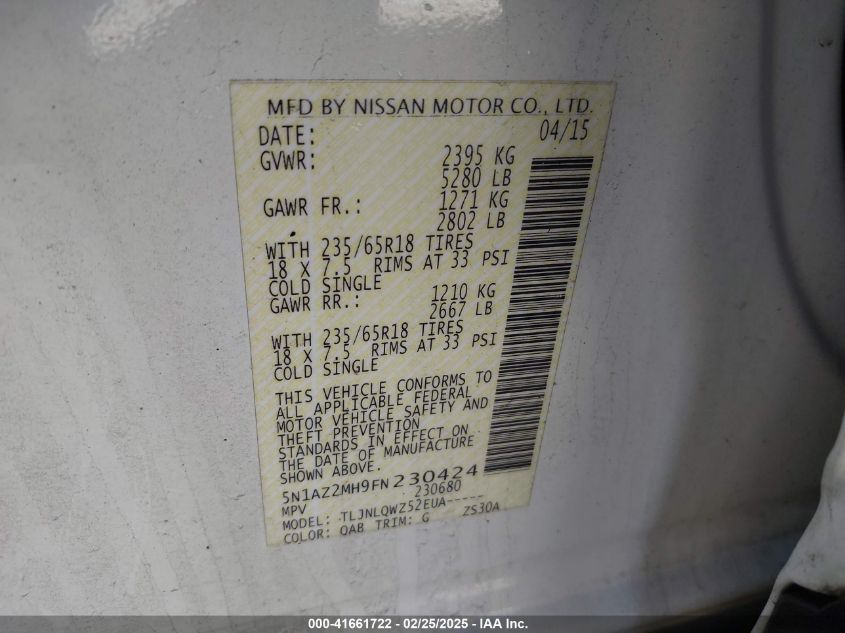 MFD BY NISSAN MOTOR CO., LTD.
DATE: 04/15
GVWR: 2395 KG
5280 LB
GAWR FR.: 1271 KG
2802 LB
WITH 235/65R18 TIRES
18 X 7.5 RIMS AT 33 PSI
COLD SINGLE
GAWR RR.: 1210 KG
2667 LB
WITH 235/65R18 TIRES
18 X 7.5 RIMS AT 33 PSI
COLD SINGLE
THIS VEHICLE CONFORMS TO
ALL APPLICABLE FEDERAL
MOTOR VEHICLE SAFETY AND
THEFT PREVENTION
STANDARDS IN EFFECT ON
THE DATE OF MANUFACTURE
SHOWN ABOVE.
5N1AZ2MH9FN230424
MPV 230680
MODEL: TLJNLQWZ52EUA-----
COLOR: QAB TRIM: G ZS30A
000-41661722 - 02/25/2025 - IAA Inc.